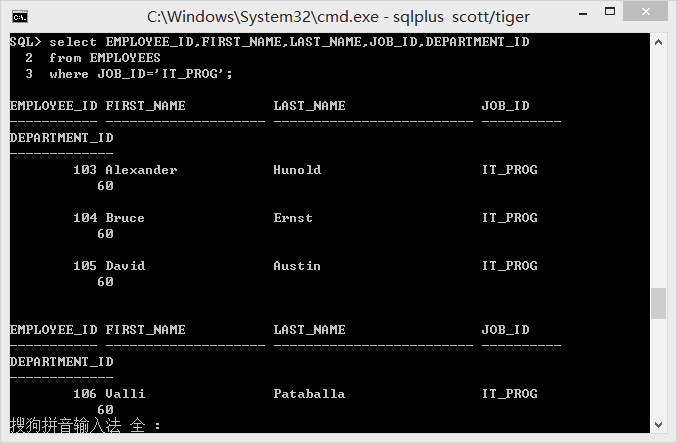 C:\Windows\System32\cmd.exe - sqlplus scott/tiger
SQL> select EMPLOYEE_ID,FIRST_NAME,LAST_NAME,JOB_ID,DEPARTMENT_ID
2 from EMPLOYEES
3 where JOB_ID='IT_PROG';
EMPLOYEE_ID FIRST_NAME LAST_NAME JOB_ID
----------- -------------------- ------------------------- ----------
DEPARTMENT_ID
-------------
103 Alexander Hunold IT_PROG
60
104 Bruce Ernst IT_PROG
60
105 David Austin IT_PROG
60
EMPLOYEE_ID FIRST_NAME LAST_NAME JOB_ID
----------- -------------------- ------------------------- ----------
DEPARTMENT_ID
-------------
106 Valli Pataballa IT_PROG
60
搜狗拼音输入法 全 :